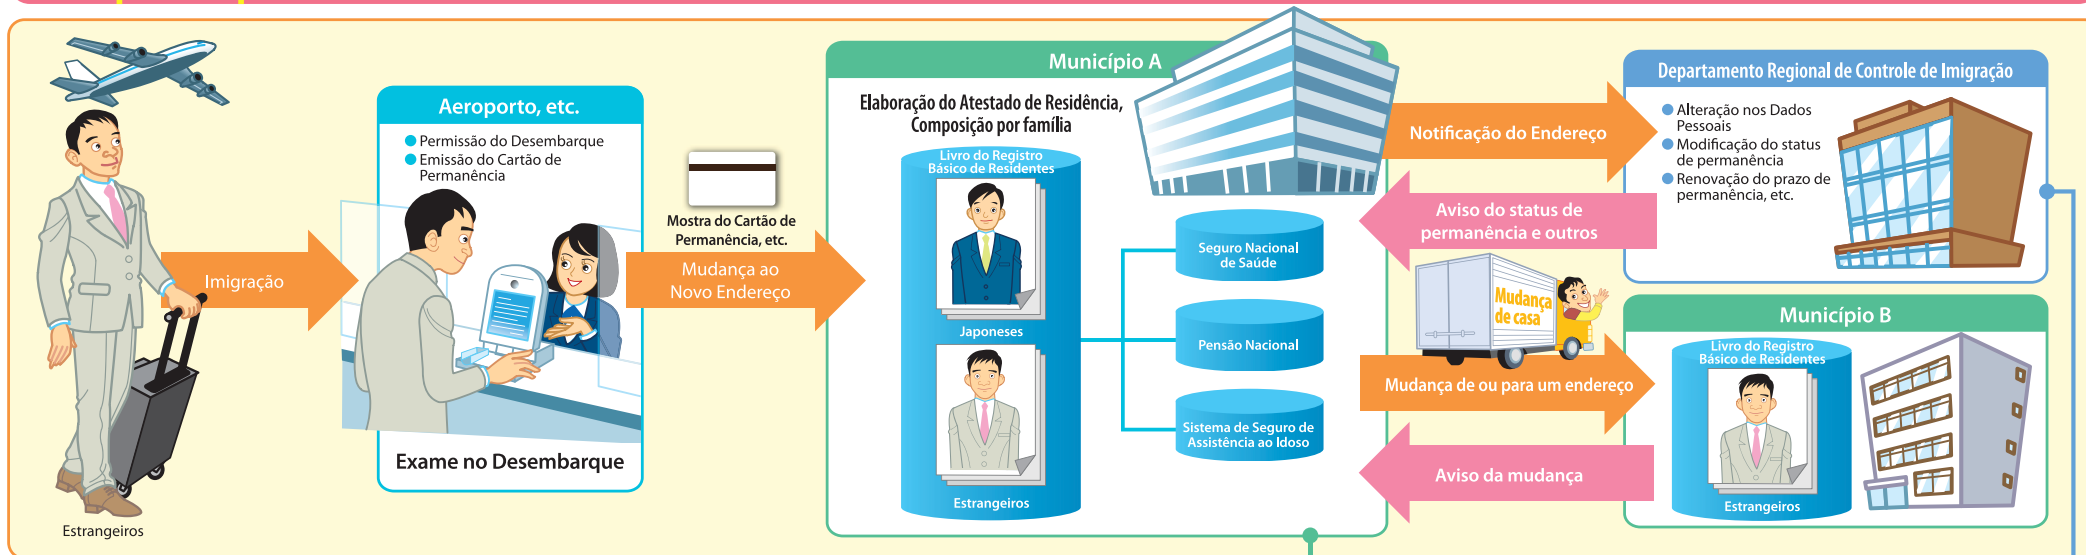 Estrangeiros
Imigração
Aeroporto, etc.
Permissão do Desembarque
Emissão do Cartão de
Permanência
Exame no Desembarque
Mostra do Cartão de
Permanência, etc.
Mudança ao
Novo Endereço
Município A
Elaboração do Atestado de Residência,
Composição por família
Livro do Registro
Básico de Residentes
Japoneses
Estrangeiros
Seguro Nacional
de Saúde
Pensão Nacional
Sistema de Seguro de
Assistência ao Idoso
Notificação do Endereço
Aviso do status de
permanência e outros
Mudança
de casa
Mudança de ou para um endereço
Aviso da mudança
Departamento Regional de Controle de Imigração
Alteração nos Dados
Pessoais
Modificação do status
de permanência
Renovação do prazo de
permanência, etc.
Município B
Livro do Registro
Básico de Residentes
Estrangeiros